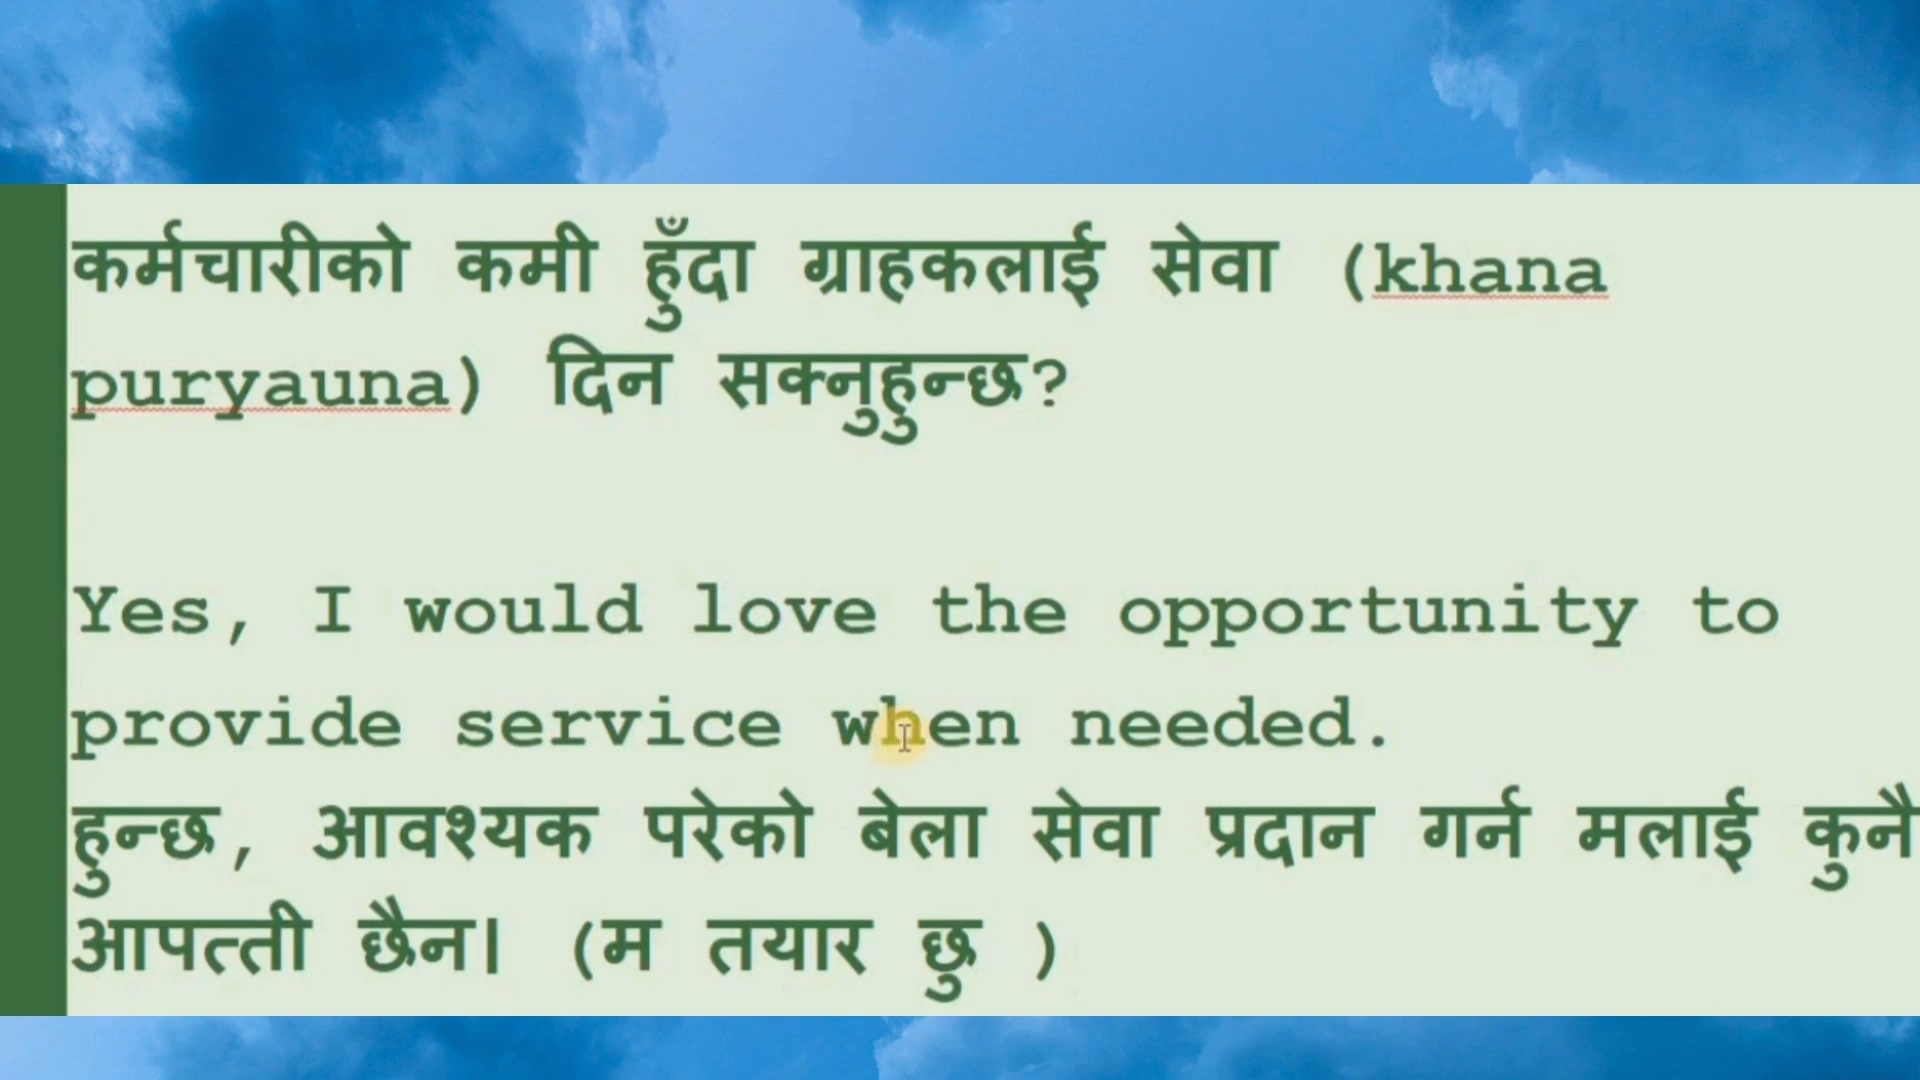 कर्मचारीको कमी हुँदा ग्राहकलाई सेवा (khana
puryauna) दिन सक्नुहुन्छ?
Yes, I would love the opportunity to
provide service when needed.
हुन्छ, आवश्यक परेको बेला सेवा प्रदान गर्न मलाई कुनै
आपत्ती छैन। (म तयार छु )